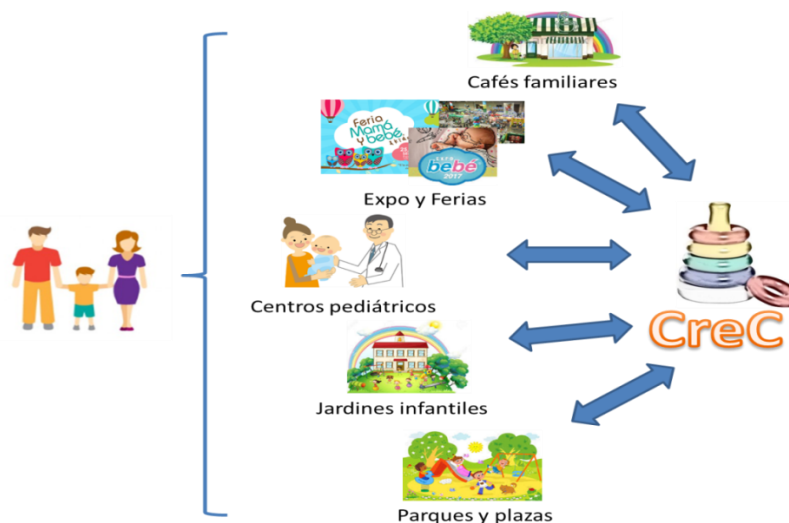 Cafés familiares
Feria
Mamá
y bebé
bebé
2017
Expo y Ferias
Centros pediátricos
CreC
Jardines infantiles
Parques y plazas